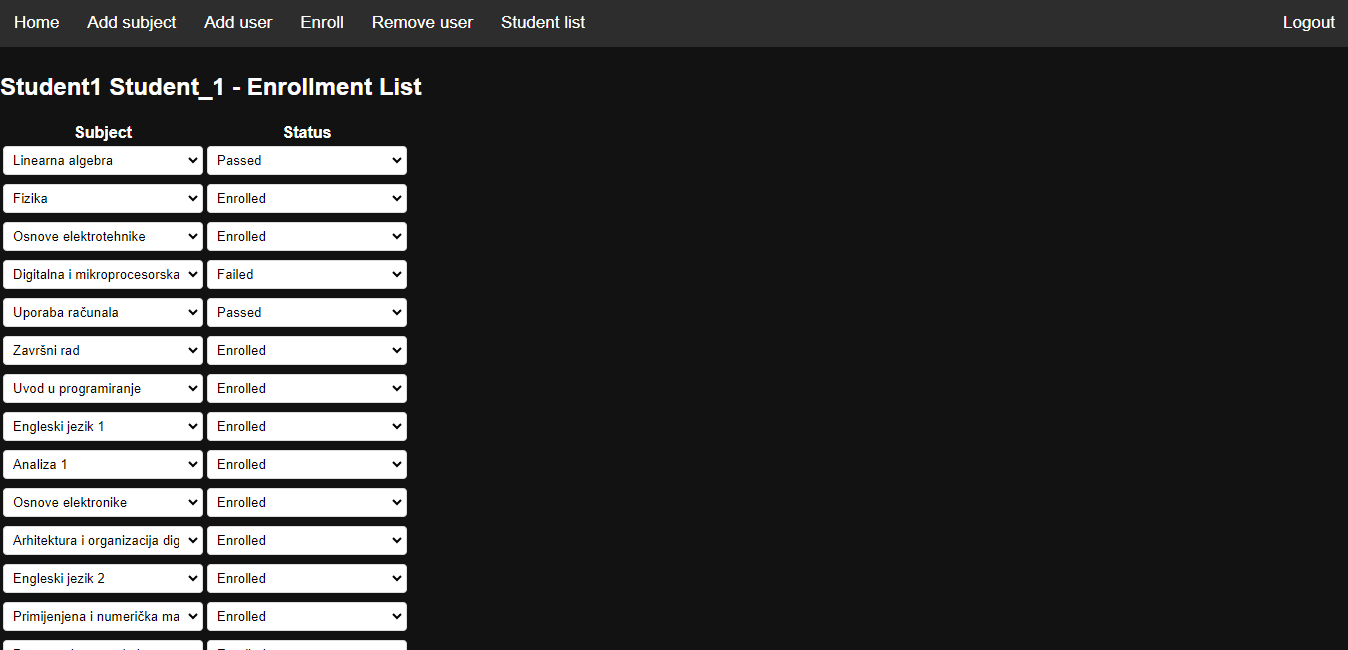 Home Add subject Add user Enroll Remove user Student list Logout
Student1 Student_1 - Enrollment List
Subject Status
Linearna algebra Passed
Fizika Enrolled
Osnove elektrotehnike Enrolled
Digitalna i mikroprocesorska Failed
Uporaba računala Passed
Završni rad Enrolled
Uvod u programiranje Enrolled
Engleski jezik 1 Enrolled
Analiza 1 Enrolled
Osnove elektronike Enrolled
Arhitektura i organizacija dig Enrolled
Engleski jezik 2 Enrolled
Primijenjena i numerička ma Enrolled